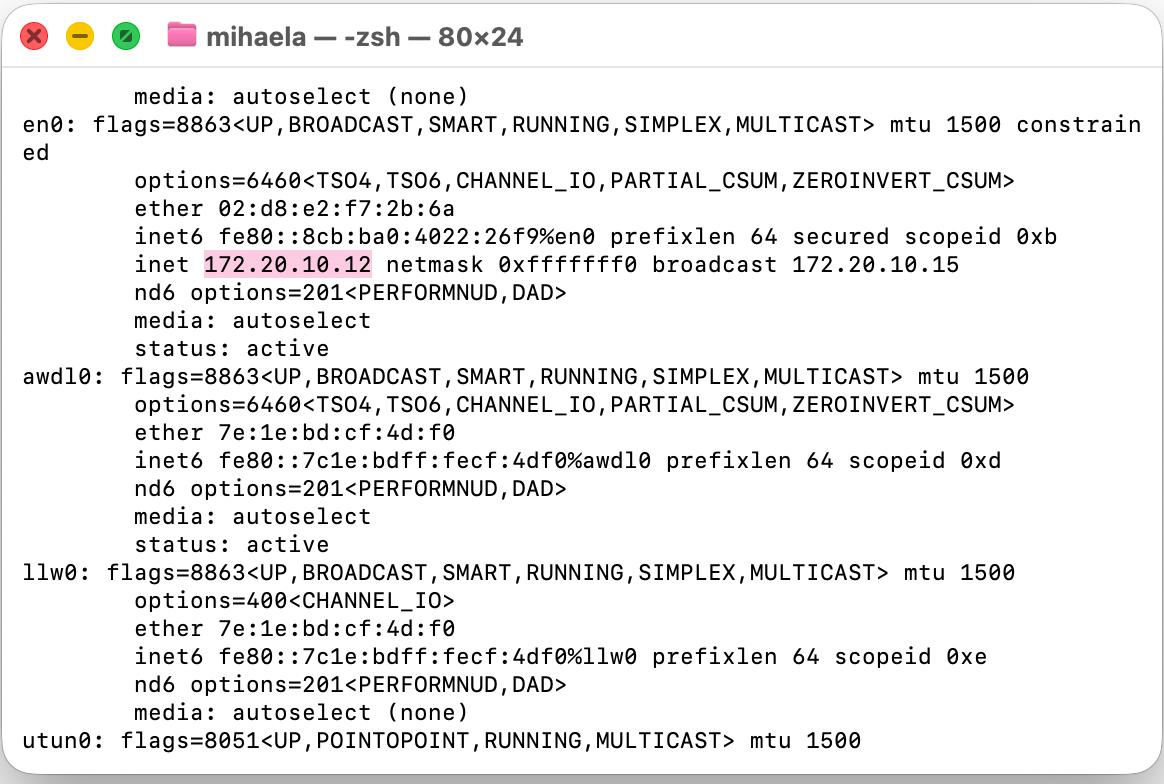 mihaela — -zsh — 80×24
media: autoselect (none)
en0: flags=8863<UP,BROADCAST,SMART,RUNNING,SIMPLEX,MULTICAST> mtu 1500 constrain
ed
options=6460<TSO4,TSO6,CHANNEL_IO,PARTIAL_CSUM,ZEROINVERT_CSUM>
ether 02:d8:e2:f7:2b:6a
inet6 fe80::8cb:ba0:4022:26f9%en0 prefixlen 64 secured scopeid 0xb
inet 172.20.10.12 netmask 0xfffffff0 broadcast 172.20.10.15
nd6 options=201<PERFORMNUD,DAD>
media: autoselect
status: active
awdl0: flags=8863<UP,BROADCAST,SMART,RUNNING,SIMPLEX,MULTICAST> mtu 1500
options=6460<TSO4,TSO6,CHANNEL_IO,PARTIAL_CSUM,ZEROINVERT_CSUM>
ether 7e:1e:bd:cf:4d:f0
inet6 fe80::7c1e:bdff:fecf:4df0%awdl0 prefixlen 64 scopeid 0xd
nd6 options=201<PERFORMNUD,DAD>
media: autoselect
status: active
llw0: flags=8863<UP,BROADCAST,SMART,RUNNING,SIMPLEX,MULTICAST> mtu 1500
options=400<CHANNEL_IO>
ether 7e:1e:bd:cf:4d:f0
inet6 fe80::7c1e:bdff:fecf:4df0%llw0 prefixlen 64 scopeid 0xe
nd6 options=201<PERFORMNUD,DAD>
media: autoselect (none)
utun0: flags=8051<UP,POINTOPOINT,RUNNING,MULTICAST> mtu 1500